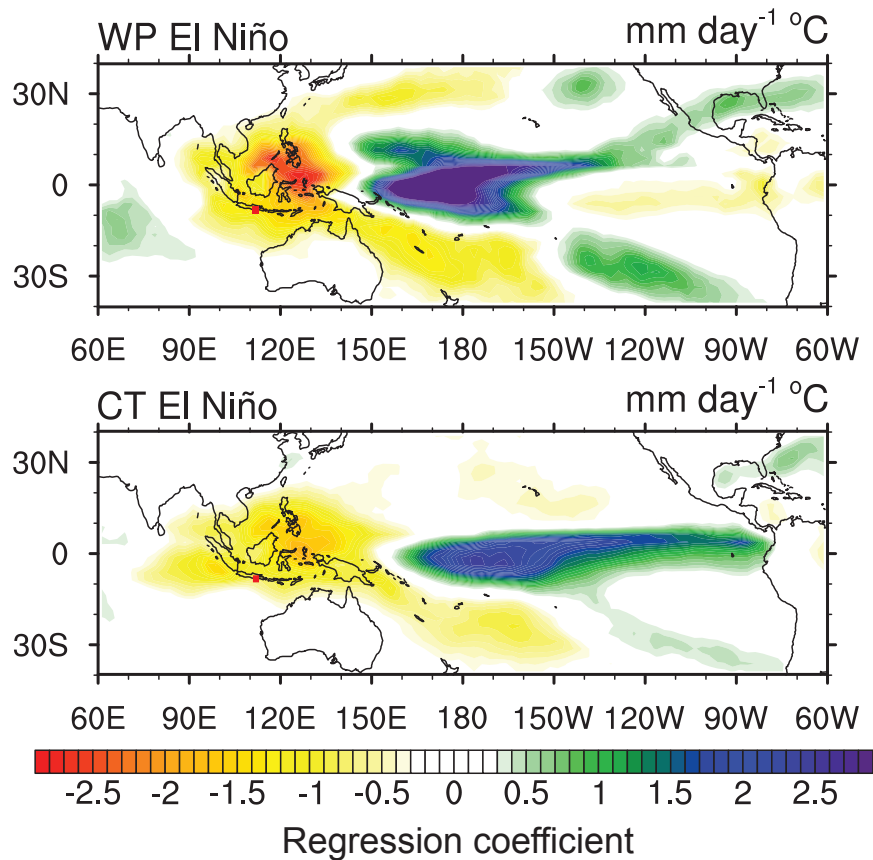 WP El Niño mm day⁻¹ °C
30N
0
30S
60E 90E 120E 150E 180 150W 120W 90W 60W
CT El Niño mm day⁻¹ °C
30N
0
30S
60E 90E 120E 150E 180 150W 120W 90W 60W
-2.5 -2 -1.5 -1 -0.5 0 0.5 1 1.5 2 2.5
Regression coefficient